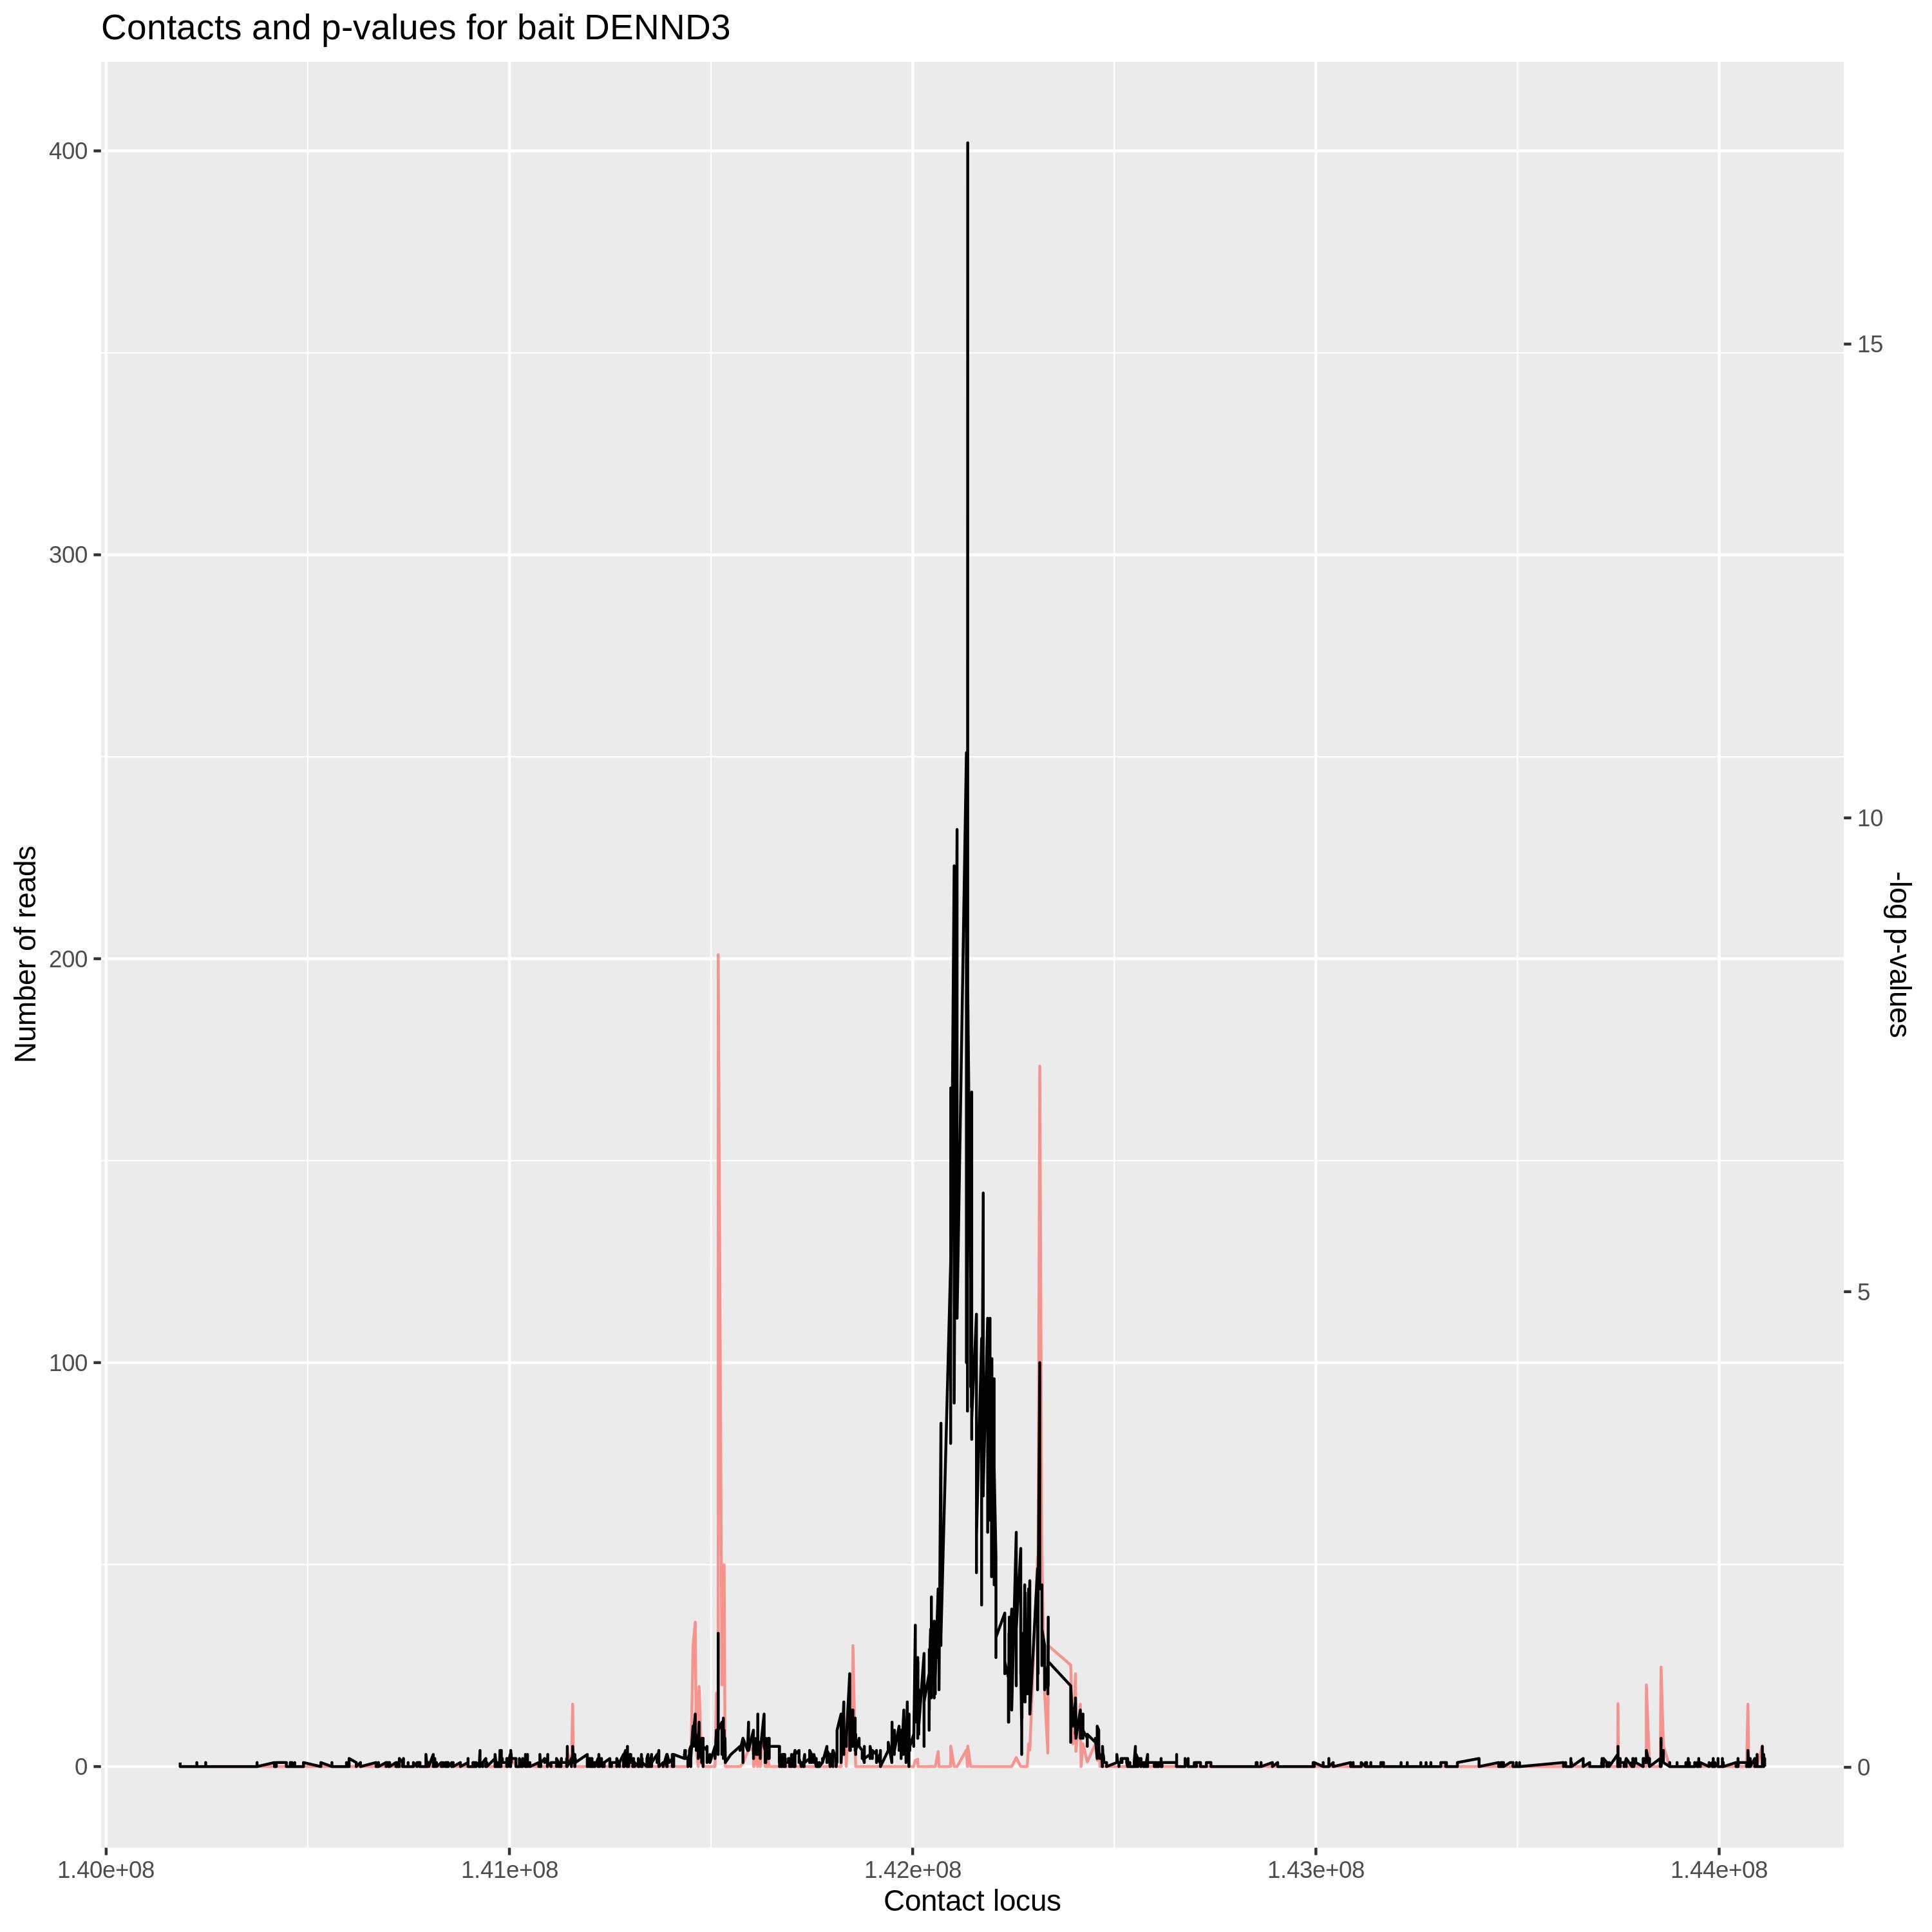 Contacts and p-values for bait DENND3
Number of reads
400
300
200
100
0
15
10
5
0
-log p-values
1.40e+08
1.41e+08
1.42e+08
1.43e+08
1.44e+08
Contact locus